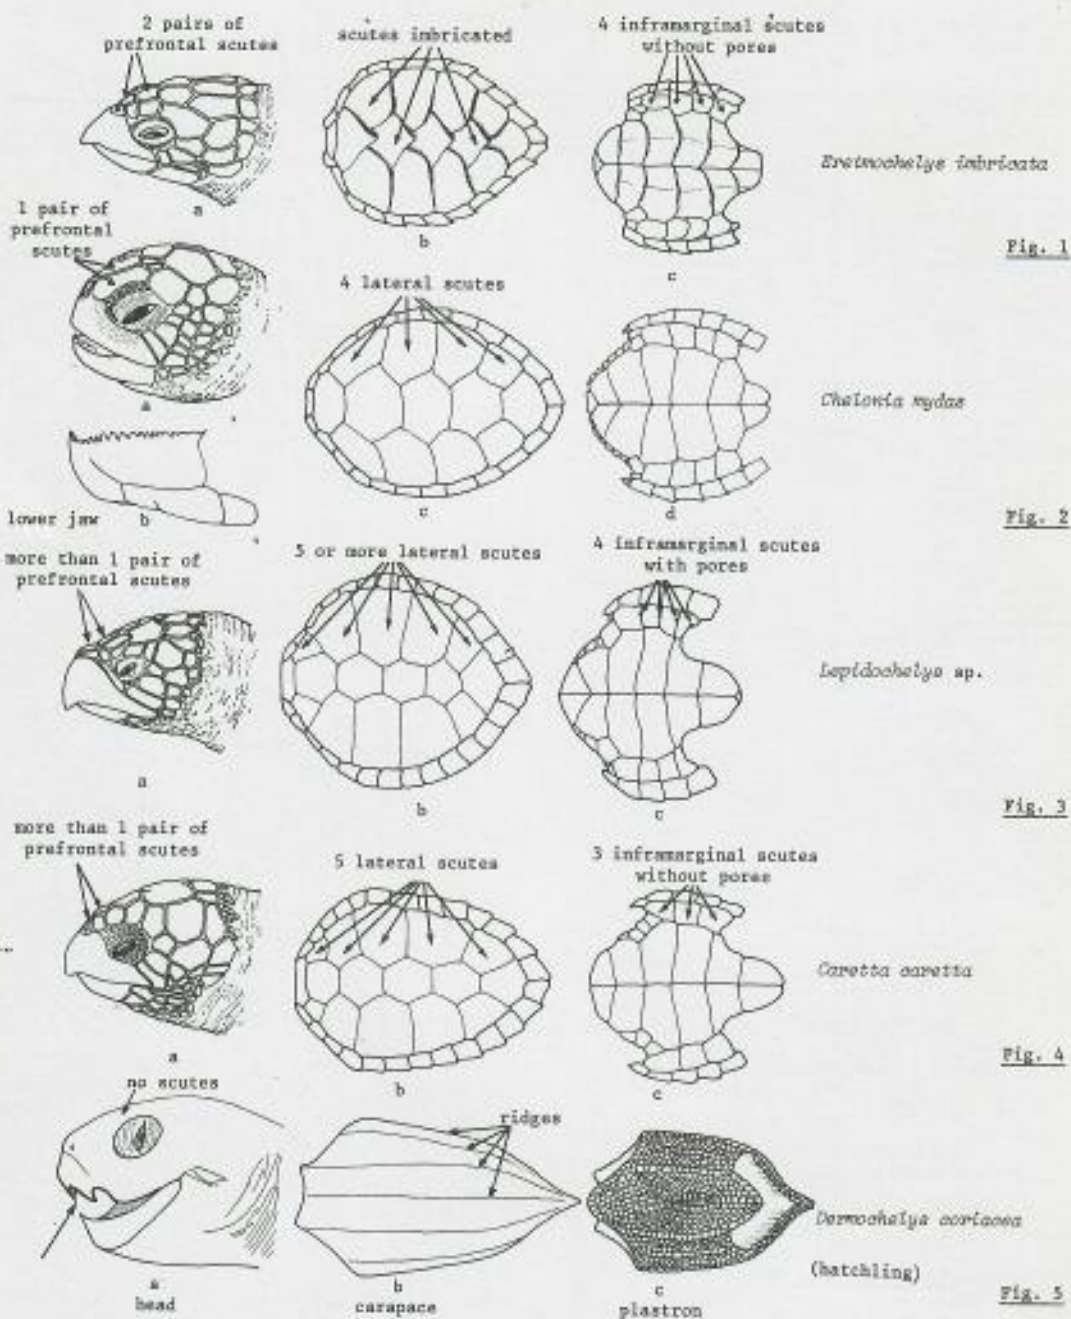 2 pairs of
prefrontal scutes
scutes imbricated
4 inframarginal scutes
without pores
Eretmochelys imbricata
a
b
c
Fig. 1
1 pair of
prefrontal
scutes
4 lateral scutes
Chelonia mydas
a
lower jaw
b
c
d
Fig. 2
more than 1 pair of
prefrontal scutes
5 or more lateral scutes
4 inframarginal scutes
with pores
Lepidochelys sp.
a
b
c
Fig. 3
more than 1 pair of
prefrontal scutes
5 lateral scutes
3 inframarginal scutes
without pores
Caretta caretta
a
b
c
Fig. 4
no scutes
ridges
Dermochelys coriacea
(hatchling)
a
head
b
carapace
c
plastron
Fig. 5